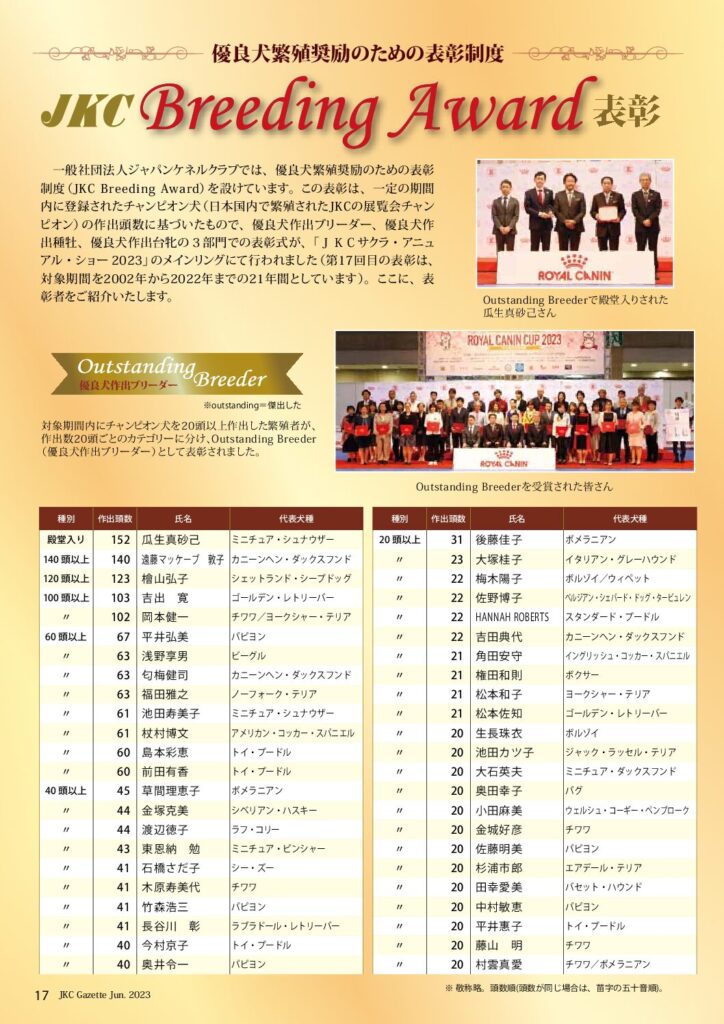 優良犬繁殖奨励のための表彰制度
JKC Breeding Award 表彰
一般社団法人ジャパンケネルクラブでは、優良犬繁殖奨励のための表彰
制度（JKC Breeding Award）を設けています。この表彰は、一定の期間
内に登録されたチャンピオン犬（日本国内で繁殖されたJKCの展覧会チャン
ピオン）の作出頭数に基づいたもので、優良犬作出ブリーダー、優良犬作
出種牡、優良犬作出台牝の３部門での表彰式が、「ＪＫＣサクラ・アニュ
アル・ショー 2023」のメインリングにて行われました（第17回目の表彰は、
対象期間を2002年から2022年までの21年間としています）。ここに、表
彰者をご紹介いたします。
ROYAL CANIN
Outstanding Breederで殿堂入りされた
瓜生真砂己さん
Outstanding
Breeder
優良犬作出ブリーダー
※outstanding＝傑出した
対象期間内にチャンピオン犬を20頭以上作出した繁殖者が、
作出数20頭ごとのカテゴリーに分け、Outstanding Breeder
（優良犬作出ブリーダー）として表彰されました。
ROYAL CANIN CUP 2023
ROYAL CANIN
Outstanding Breederを受賞された皆さん
種別 作出頭数 氏名 代表犬種
殿堂入り 152 瓜生真砂己 ミニチュア・シュナウザー
140 頭以上 140 遠藤マッケーブ 敦子 カニーンヘン・ダックスフンド
120 頭以上 123 檜山弘子 シェットランド・シープドッグ
100 頭以上 103 吉出 寛 ゴールデン・レトリーバー
〃 102 岡本健一 チワワ／ヨークシャー・テリア
60 頭以上 67 平井弘美 パピヨン
〃 63 浅野享男 ビーグル
〃 63 匂梅健司 カニーンヘン・ダックスフンド
〃 63 福田雅之 ノーフォーク・テリア
〃 61 池田寿美子 ミニチュア・シュナウザー
〃 61 杖村博文 アメリカン・コッカー・スパニエル
〃 60 島本彩恵 トイ・プードル
〃 60 前田有香 トイ・プードル
40 頭以上 45 草間理恵子 ポメラニアン
〃 44 金塚克美 シベリアン・ハスキー
〃 44 渡辺徳子 ラフ・コリー
〃 43 東恩納 勉 ミニチュア・ピンシャー
〃 41 石橋さだ子 シー・ズー
〃 41 木原寿美代 チワワ
〃 41 竹森浩三 パピヨン
〃 41 長谷川 彰 ラブラドール・レトリーバー
〃 40 今村京子 トイ・プードル
〃 40 奥井令一 パピヨン
種別 作出頭数 氏名 代表犬種
20 頭以上 31 後藤佳子 ポメラニアン
〃 23 大塚桂子 イタリアン・グレーハウンド
〃 22 梅木陽子 ボルゾイ／ウィペット
〃 22 佐野博子 ベルジアン・シェパード・ドッグ・タービュレン
〃 22 HANNAH ROBERTS スタンダード・プードル
〃 22 吉田典代 カニーンヘン・ダックスフンド
〃 21 角田安守 イングリッシュ・コッカー・スパニエル
〃 21 権田和則 ボクサー
〃 21 松本和子 ヨークシャー・テリア
〃 21 松本佐知 ゴールデン・レトリーバー
〃 20 生長珠衣 ボルゾイ
〃 20 池田カツ子 ジャック・ラッセル・テリア
〃 20 大石英夫 ミニチュア・ダックスフンド
〃 20 奥田幸子 パグ
〃 20 小田麻美 ウェルシュ・コーギー・ペンブローク
〃 20 金城好彦 チワワ
〃 20 佐藤明美 パピヨン
〃 20 杉浦市郎 エアデール・テリア
〃 20 田幸愛美 バセット・ハウンド
〃 20 中村敏恵 パピヨン
〃 20 平井惠子 トイ・プードル
〃 20 藤山 明 チワワ
〃 20 村雲真愛 チワワ／ポメラニアン
※ 敬称略。頭数順(頭数が同じ場合は、苗字の五十音順)。
17 JKC Gazette Jun. 2023